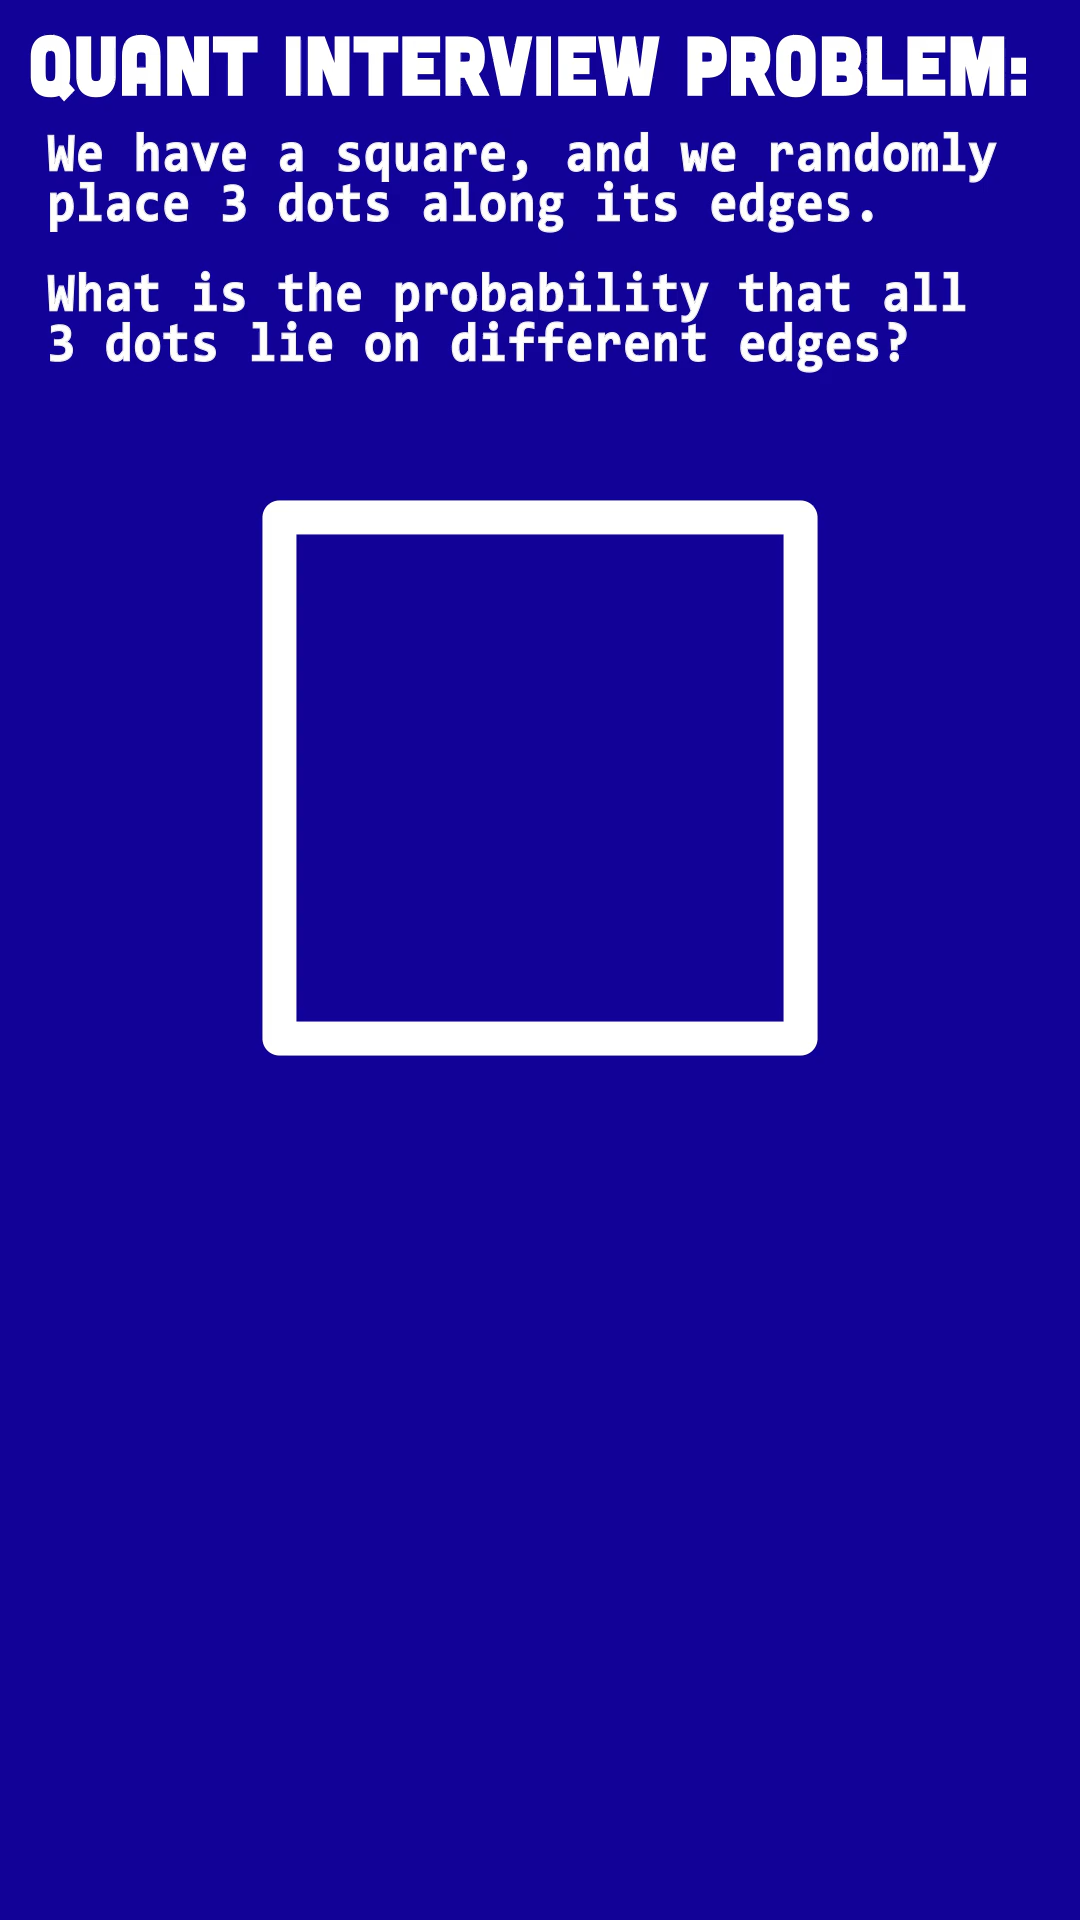 QUANT INTERVIEW PROBLEM:
We have a square, and we randomly
place 3 dots along its edges.
What is the probability that all
3 dots lie on different edges?